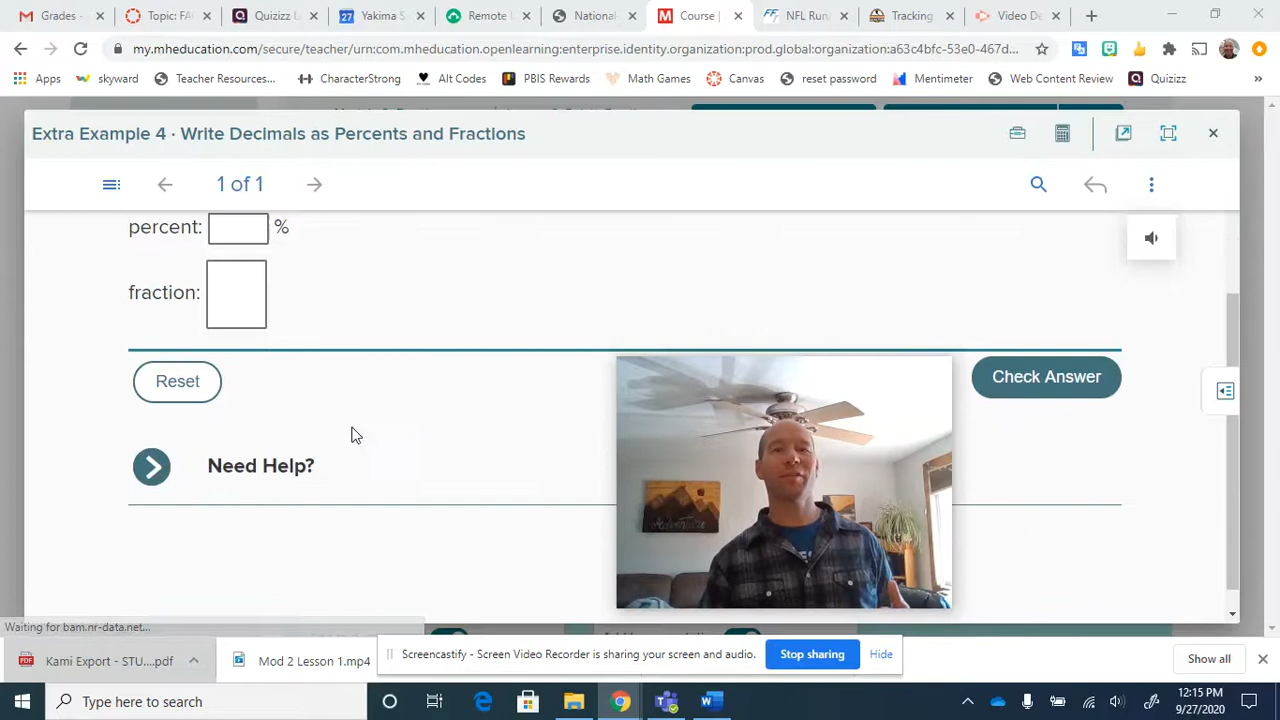 Grades -
Topic: FA
Quizizz L
27
Yakima S
Remote L
National
M
Course |
FF
NFL Run
Tracking
Video De
my.mheducation.com/secure/teacher/urn:com.mheducation.openlearning:enterprise.identity.organization:prod.globalorganization:a63c4bfc-53e0-467d...
Apps
skyward
Teacher Resources...
CharacterStrong
Alt Codes
PBIS Rewards
Math Games
Canvas
reset password
Mentimeter
Web Content Review
Quizizz
»
Extra Example 4 · Write Decimals as Percents and Fractions
1 of 1
percent: %
fraction:
Reset
Check Answer
Need Help?
Adventure
Waiting for bam.nr-data.net...
Kami Export - 3-J....pdf
Mod 2 Lesson 1.mp4
Screencastify - Screen Video Recorder is sharing your screen and audio.
Stop sharing
Hide
Show all
Type here to search
12:15 PM
9/27/2020